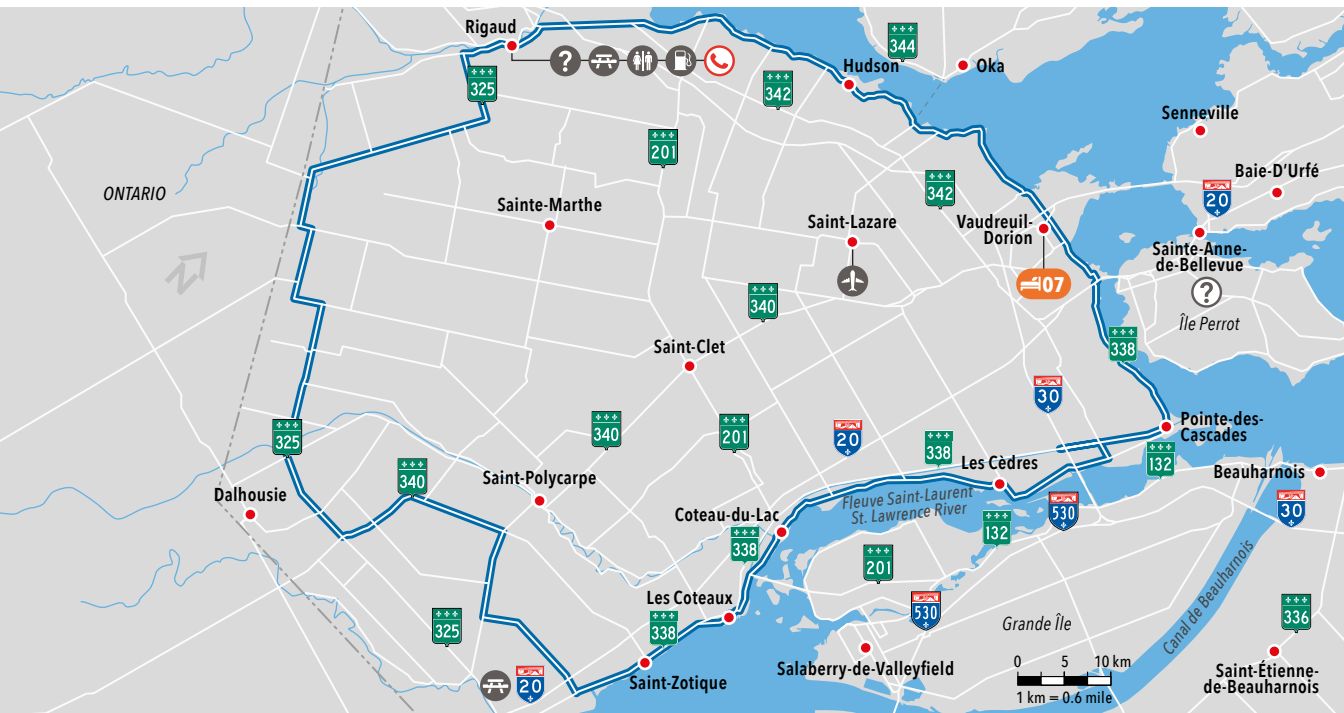 Rigaud
?
344
Oka
Hudson
325
342
Senneville
201
Baie-D'Urfé
20
ONTARIO
342
Sainte-Marthe
Saint-Lazare
Vaudreuil-
Dorion
Sainte-Anne-
de-Bellevue
N
07
?
340
Île Perrot
338
Saint-Clet
30
325
340
201
20
338
Pointe-des-
Cascades
132
Les Cèdres
Beauharnois
340
Saint-Polycarpe
Dalhousie
Fleuve Saint-Laurent
St. Lawrence River
530
30
Coteau-du-Lac
132
338
201
Canal de Beauharnois
Les Coteaux
530
336
325
338
Grande Île
0 5 10 km
1 km = 0.6 mile
Salaberry-de-Valleyfield
20
Saint-Zotique
Saint-Étienne-
de-Beauharnois